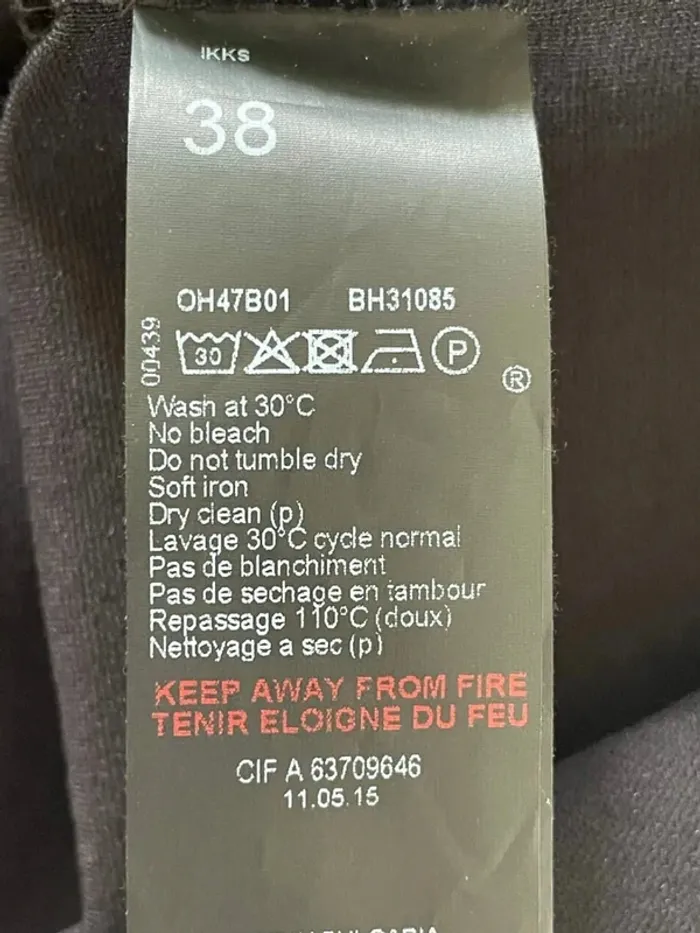 IKKS
38
OH47B01 BH31085
00439
30 P
®
Wash at 30°C
No bleach
Do not tumble dry
Soft iron
Dry clean (p)
Lavage 30°C cycle normal
Pas de blanchiment
Pas de sechage en tambour
Repassage 110°C (doux)
Nettoyage a sec (p)
KEEP AWAY FROM FIRE
TENIR ELOIGNE DU FEU
CIF A 63709646
11.05.15